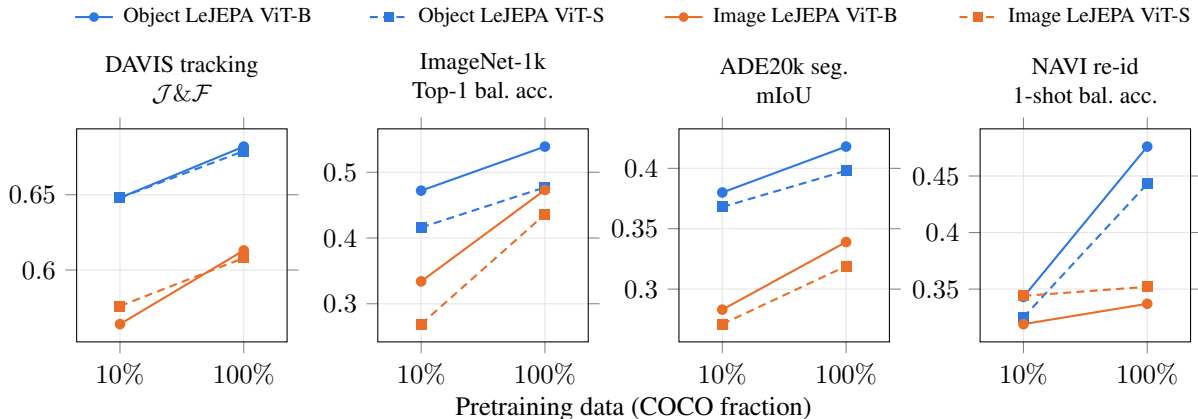 Object LeJEPA ViT-B
Object LeJEPA ViT-S
Image LeJEPA ViT-B
Image LeJEPA ViT-S
DAVIS tracking
𝒥&ℱ
0.65
0.6
10%
100%
ImageNet-1k
Top-1 bal. acc.
0.5
0.4
0.3
10%
100%
ADE20k seg.
mIoU
0.4
0.35
0.3
10%
100%
NAVI re-id
1-shot bal. acc.
0.45
0.4
0.35
10%
100%
Pretraining data (COCO fraction)